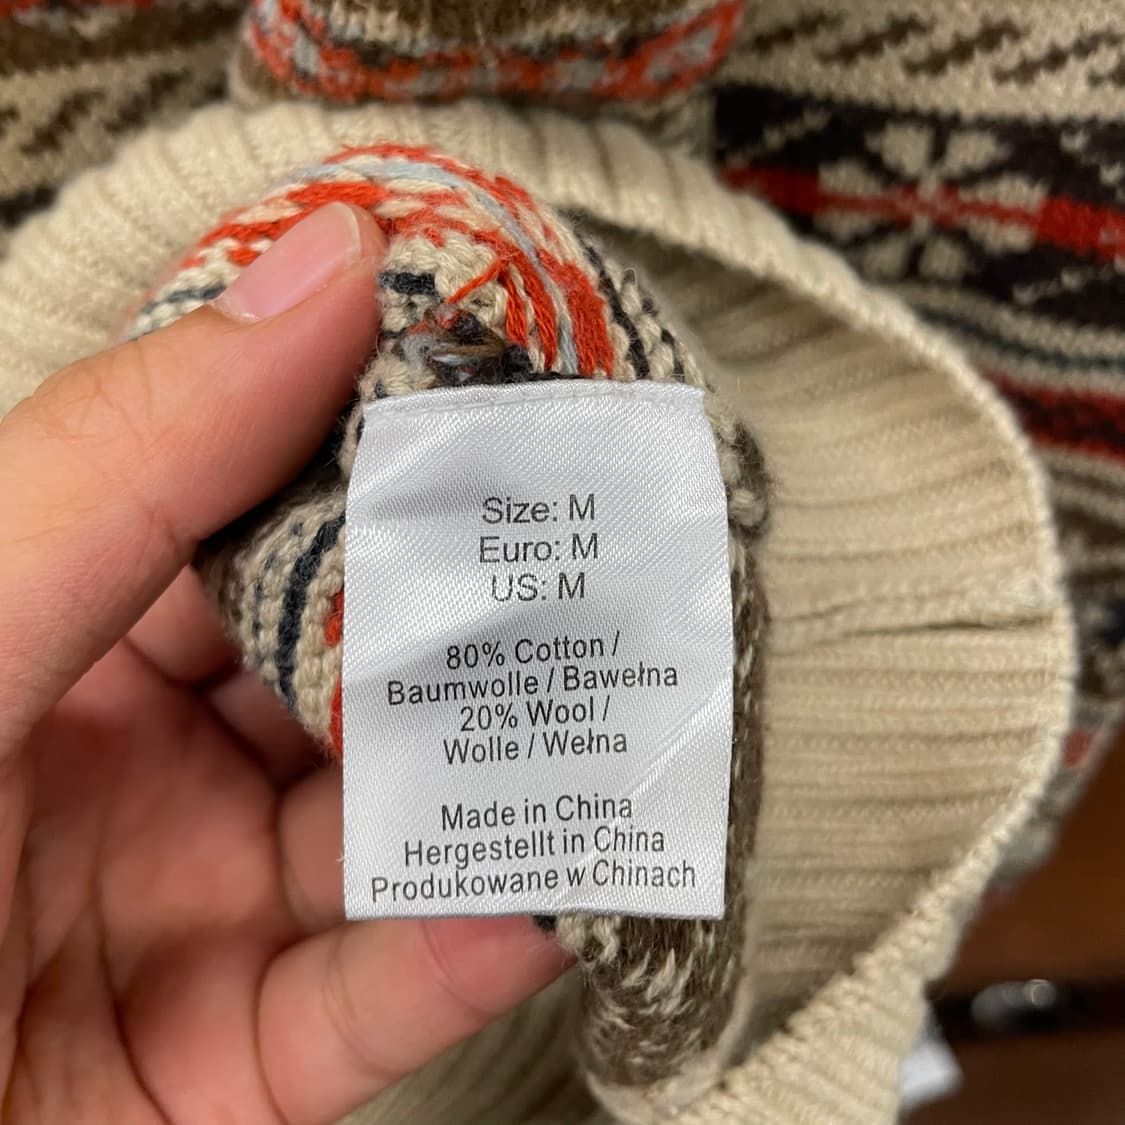 Size: M
Euro: M
US: M
80% Cotton /
Baumwolle / Bawełna
20% Wool /
Wolle / Wełna
Made in China
Hergestellt in China
Produkowane w Chinach